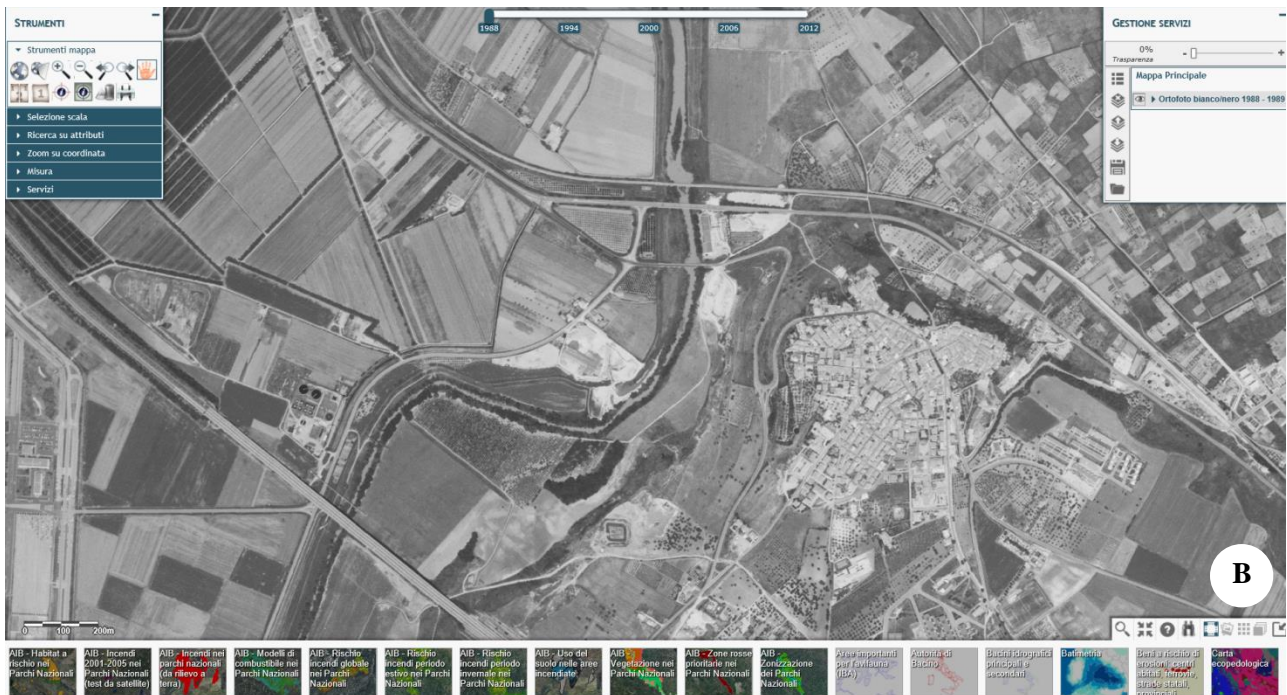 STRUMENTI
Strumenti mappa
Selezione scala
Ricerca su attributi
Zoom su coordinata
Misura
Servizi
1988 1994 2000 2006 2012
GESTIONE SERVIZI
0%
Trasparenza
- +
Mappa Principale
Ortofoto bianco/nero 1988 - 1989
B
0 100 200m
AIB - Habitat a
rischio nei
Parchi Nazionali
AIB - Incendi
2001-2005 nei
Parchi Nazionali
(test da satellite)
AIB - Incendi nei
parchi nazionali
(da rilievo a
terra)
AIB - Modelli di
combustibile nei
Parchi Nazionali
AIB - Rischio
incendi globale
nei Parchi
Nazionali
AIB - Rischio
incendi periodo
estivo nei Parchi
Nazionali
AIB - Rischio
incendi periodo
invernale nei
Parchi Nazionali
AIB - Uso del
suolo nelle aree
incendiate
AIB -
Vegetazione nei
Parchi Nazionali
AIB - Zone rosse
prioritarie nei
Parchi Nazionali
AIB -
Zonizzazione
dei Parchi
Nazionali
Aree importanti
per l'avifauna
(IBA)
Autorità di
Bacino
Bacini idrografici
principali e
secondari
Batimetria
Beni a rischio di
erosioni, centri
abitati, ferrovie,
strade statali,
Carta
ecopedologica